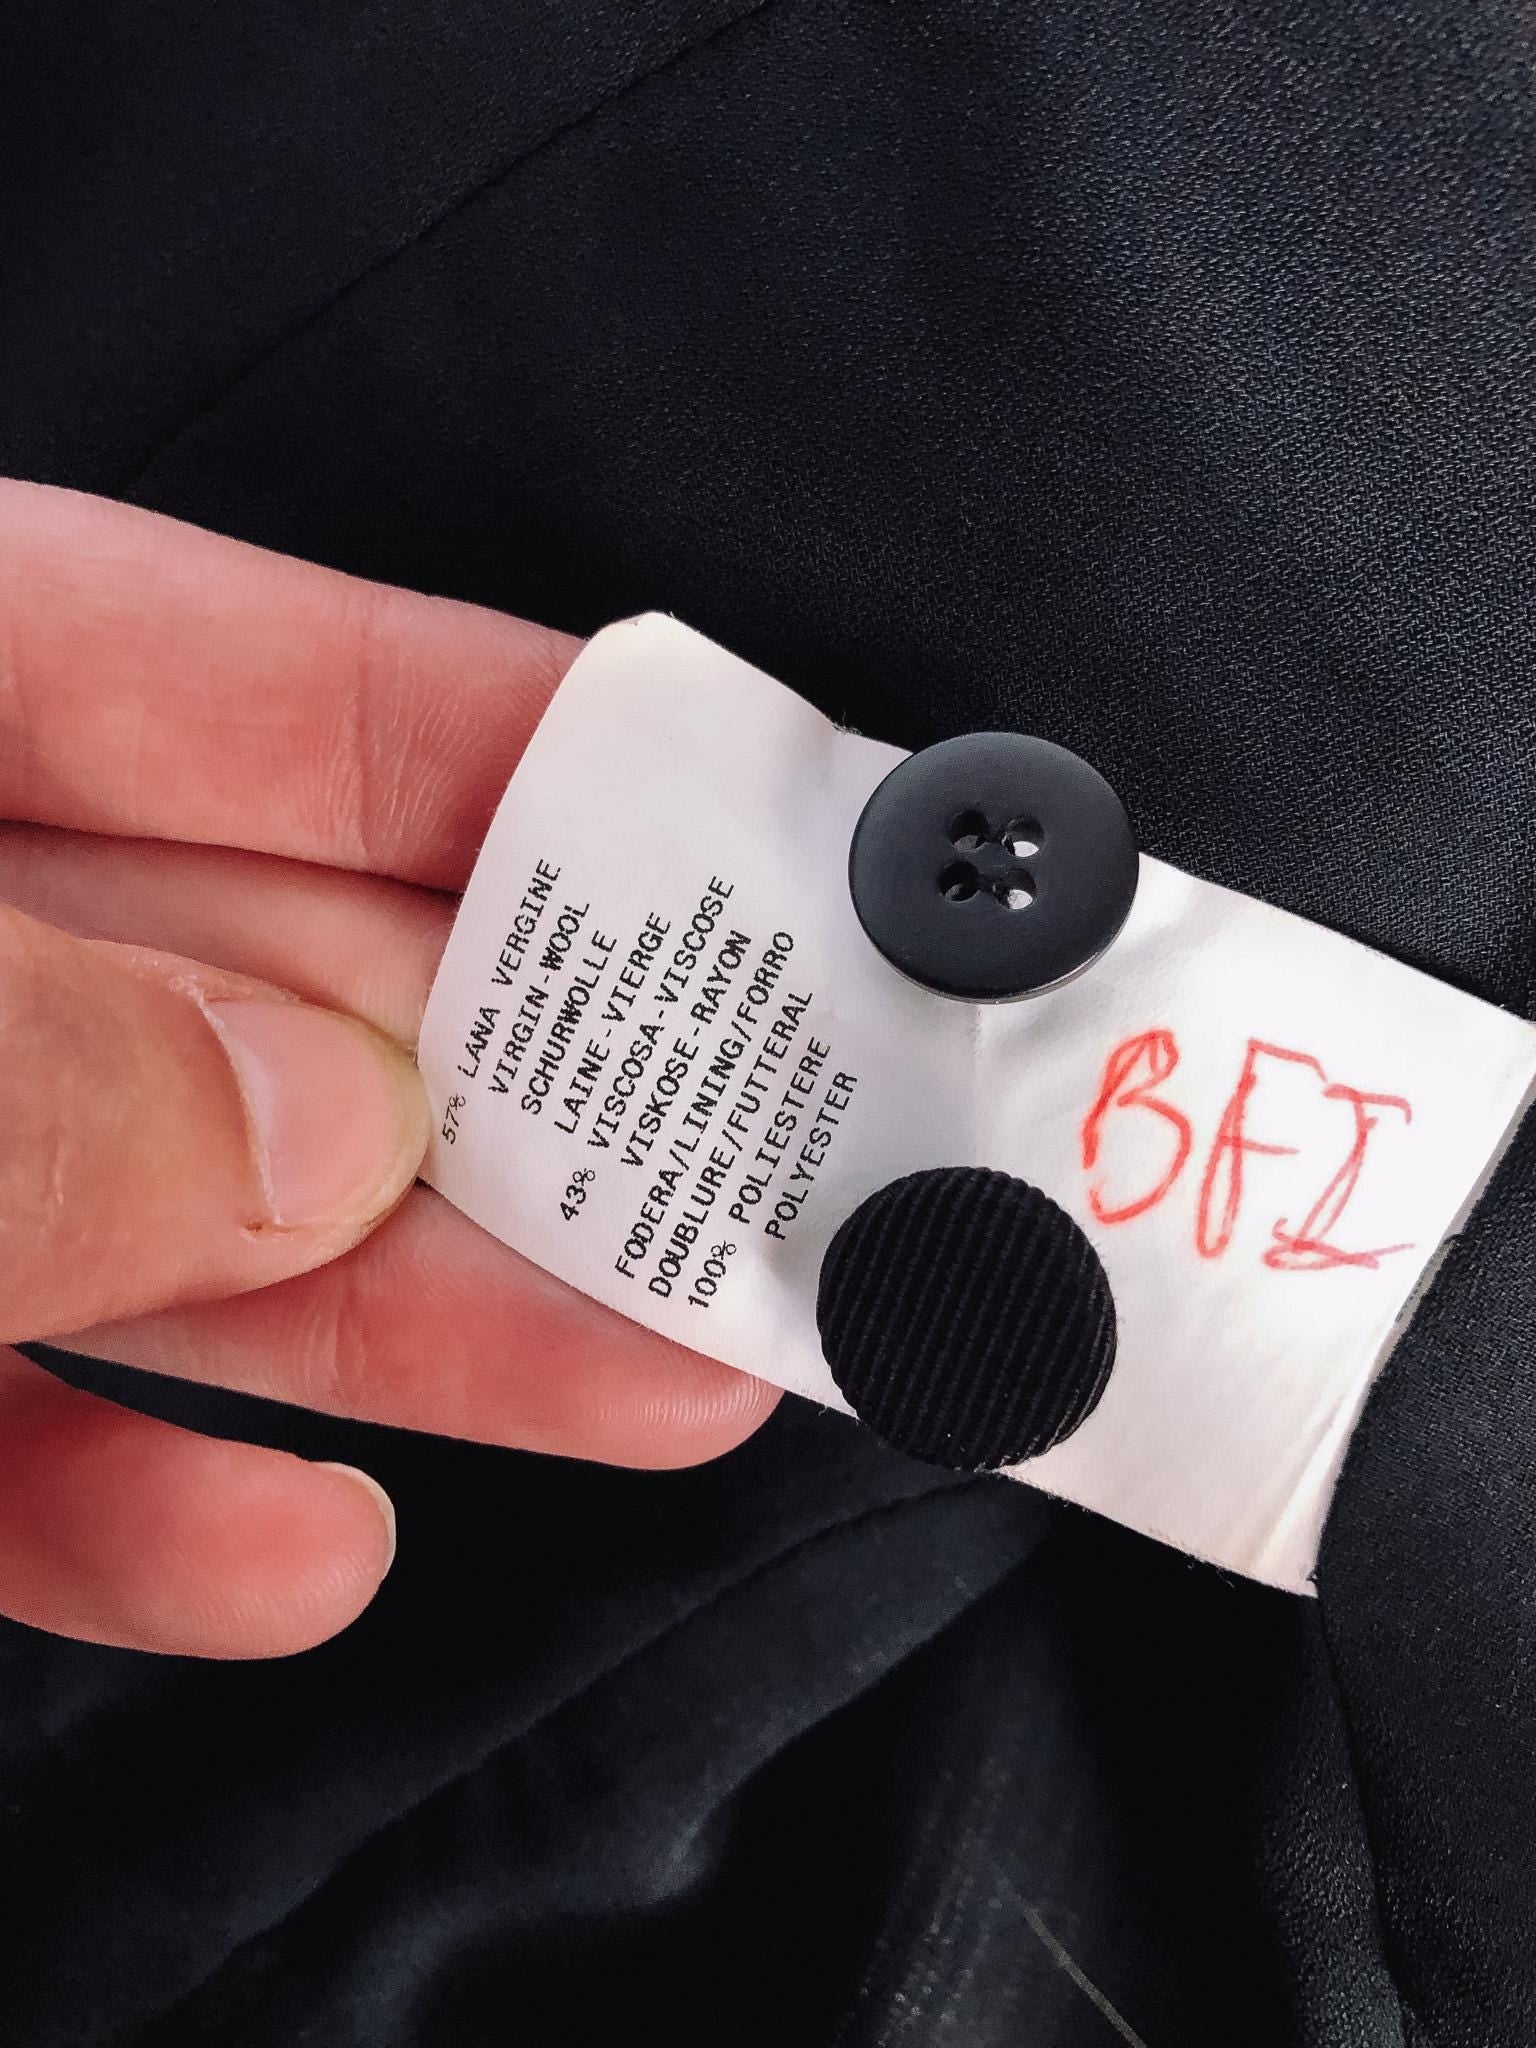 57% LANA VERGINE
VIRGIN-WOOL
SCHURWOLLE
LAINE-VIERGE
43% VISCOSA-VISCOSE
VISKOSE-RAYON
FODERA/LINING/FORRO
DOUBLURE/FUTTERAL
100% POLIESTERE
POLYESTER
BFI